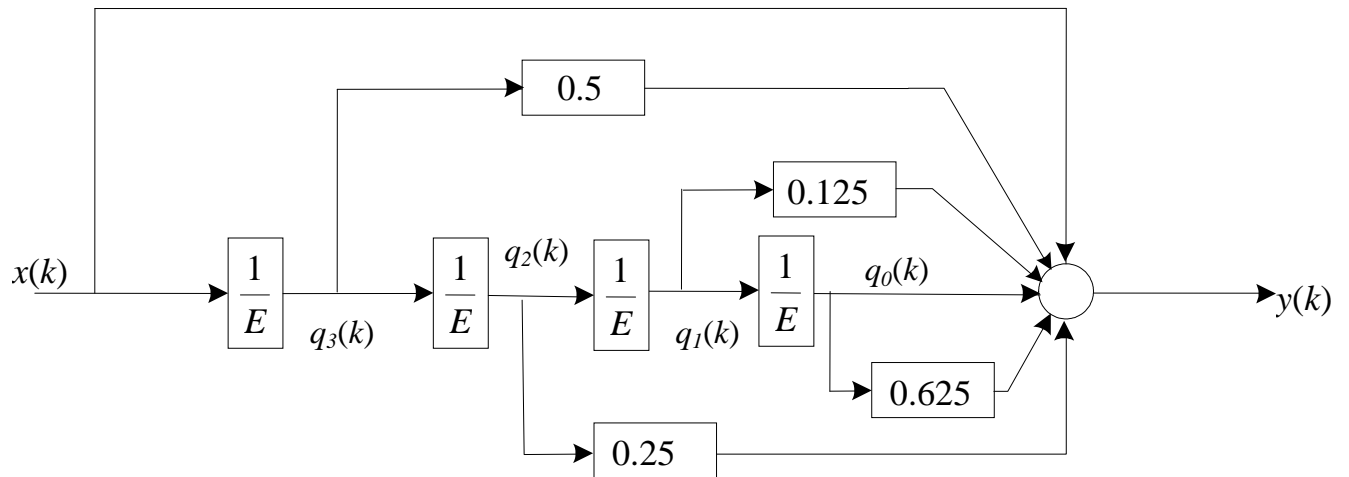 0.5
0.125
x(k)
1
E
q₃(k)
1
E
q₂(k)
1
E
q₁(k)
1
E
q₀(k)
y(k)
0.625
0.25